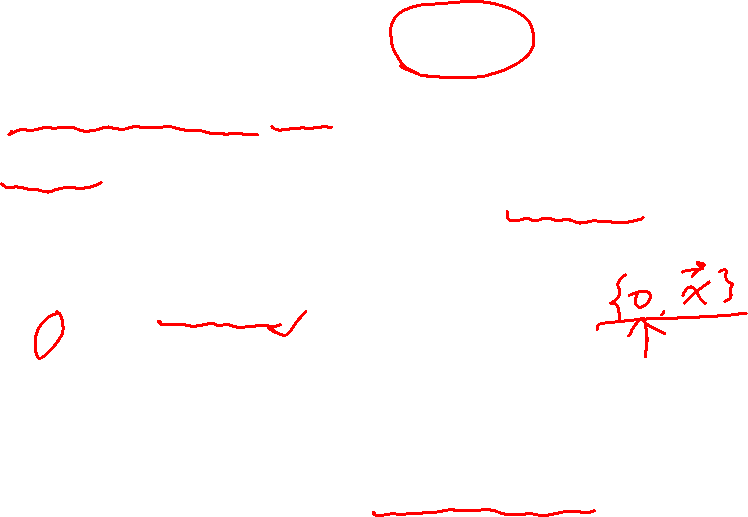 {0, x⃗}